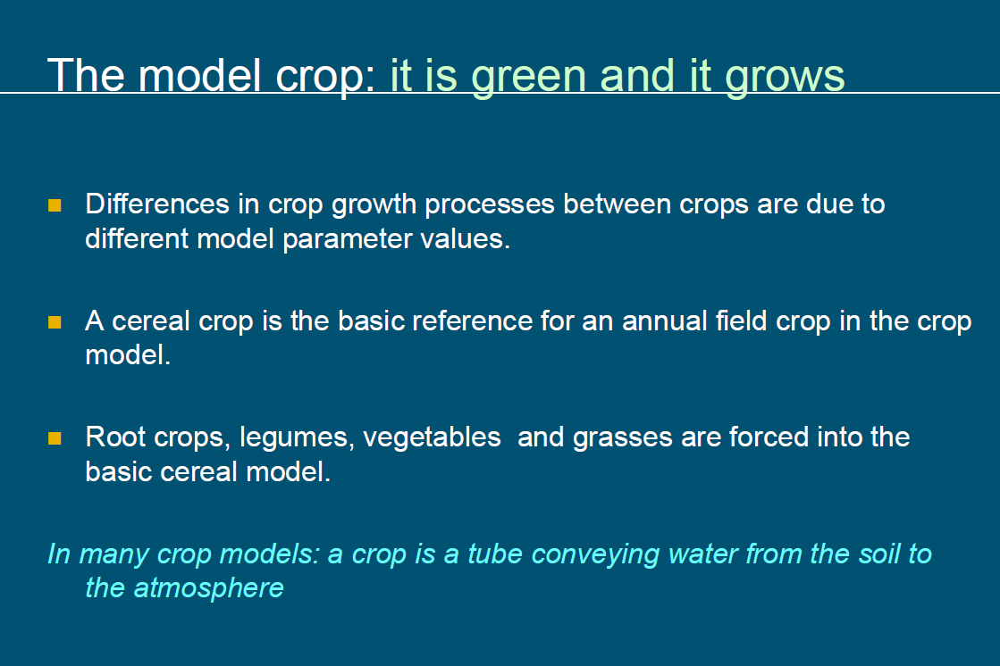 The model crop: it is green and it grows
Differences in crop growth processes between crops are due to
different model parameter values.
A cereal crop is the basic reference for an annual field crop in the crop
model.
Root crops, legumes, vegetables  and grasses are forced into the
basic cereal model.
In many crop models: a crop is a tube conveying water from the soil to
the atmosphere